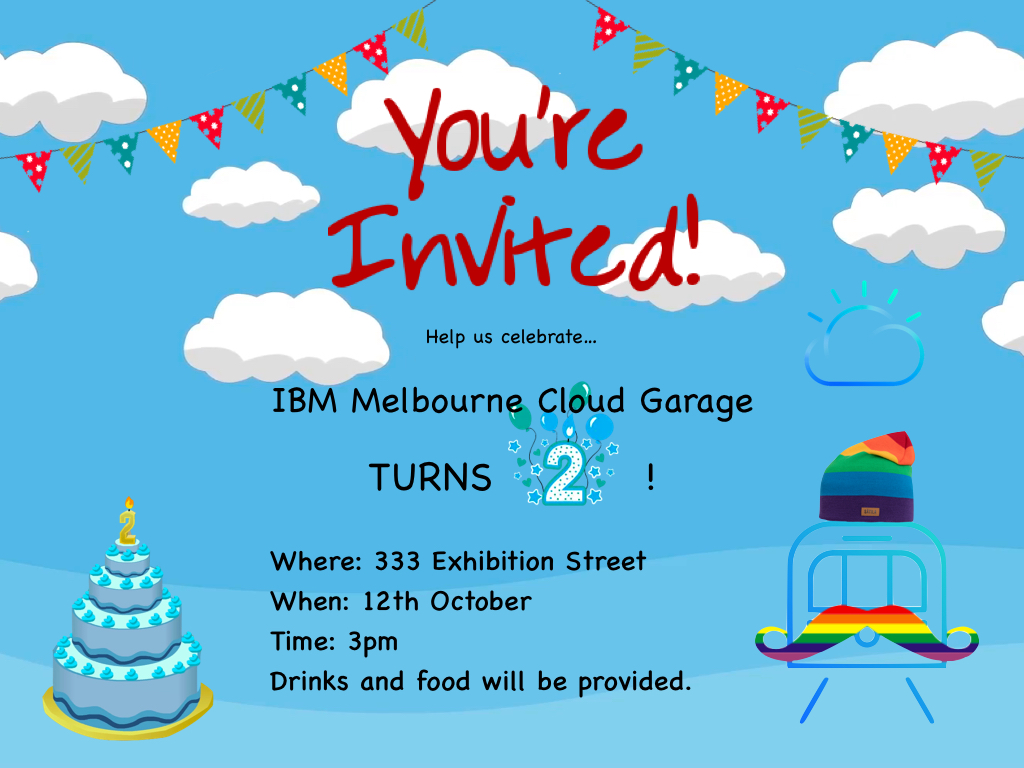 You're
Invited!
Help us celebrate...
IBM Melbourne Cloud Garage
TURNS 2 !
2
Where: 333 Exhibition Street
When: 12th October
Time: 3pm
Drinks and food will be provided.